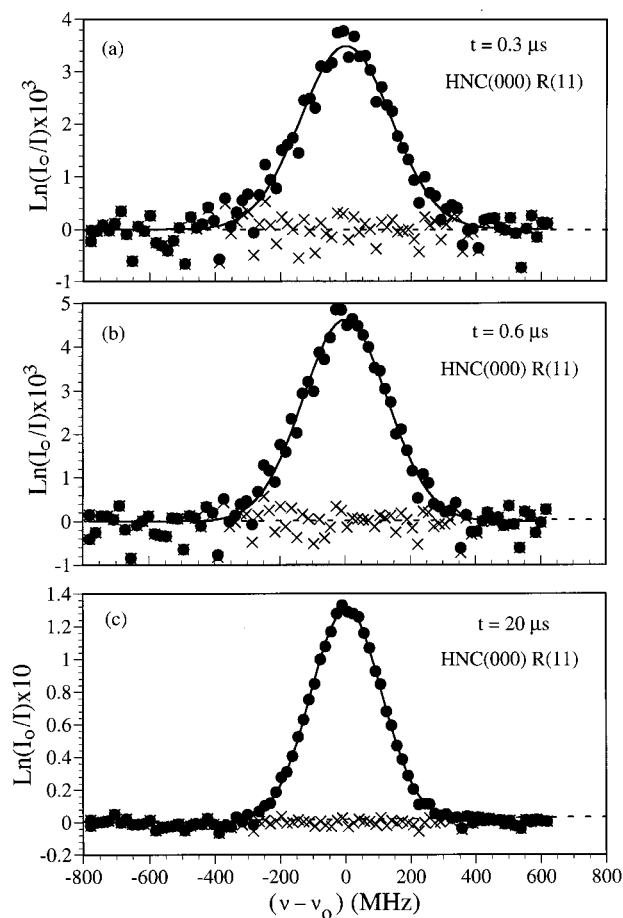 (a)
t = 0.3 μs
HNC(000) R(11)
Ln(I₀/I)x10³
4
3
2
1
0
-1
(b)
t = 0.6 μs
HNC(000) R(11)
Ln(I₀/I)x10³
5
4
3
2
1
0
-1
(c)
t = 20 μs
HNC(000) R(11)
Ln(I₀/I)x10
1.4
1.2
1
0.8
0.6
0.4
0.2
0
-0.2
-800 -600 -400 -200 0 200 400 600 800
(ν – ν₀) (MHz)